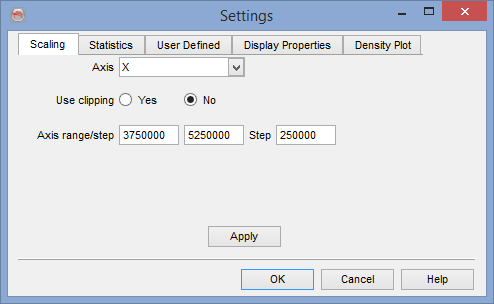 Settings
Scaling Statistics User Defined Display Properties Density Plot
Axis X
Use clipping Yes No
Axis range/step 3750000 5250000 Step 250000
Apply
OK Cancel Help